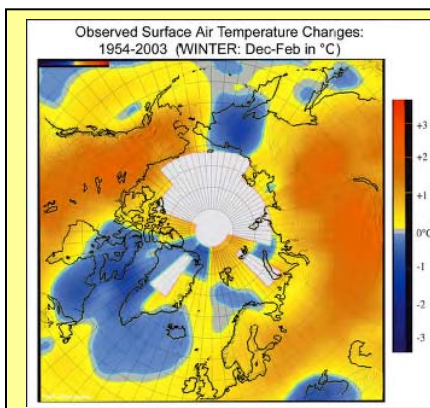 Observed Surface Air Temperature Changes:
1954-2003 (WINTER: Dec-Feb in °C)
+3
+2
+1
0°C
-1
-2
-3